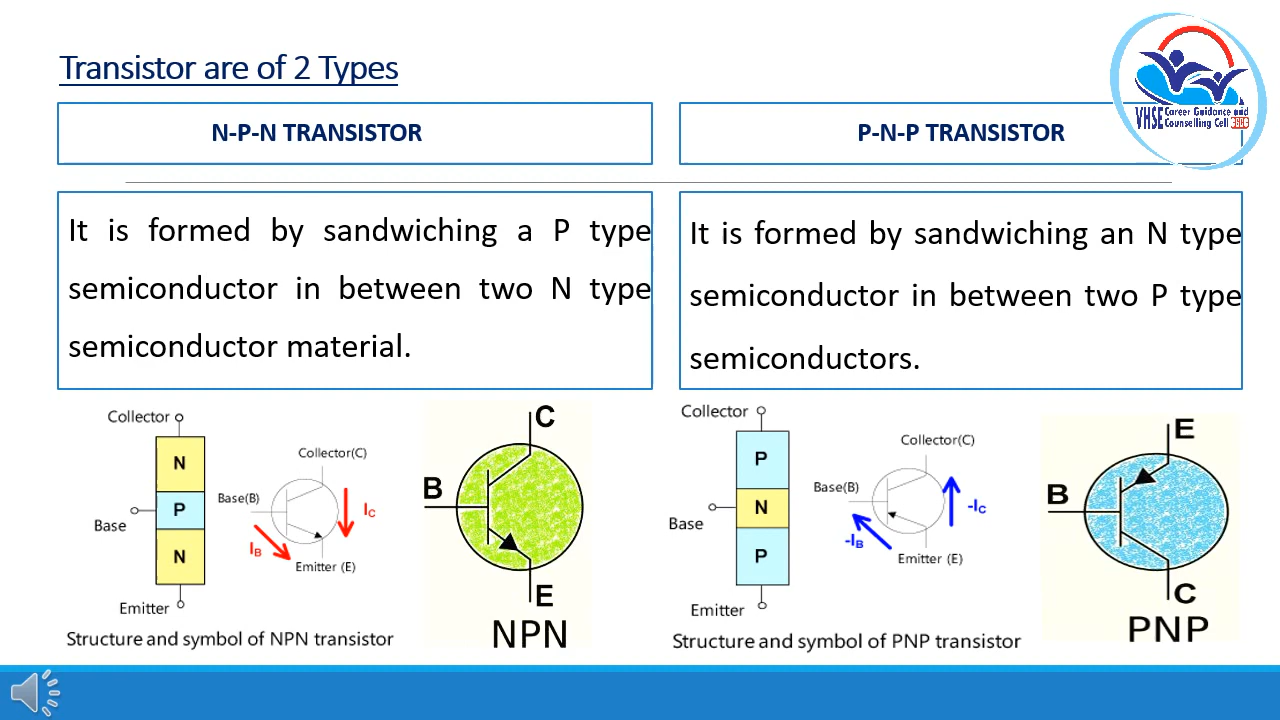 Transistor are of 2 Types
VHSE Career Guidance and
Counselling Cell
N-P-N TRANSISTOR
P-N-P TRANSISTOR
It is formed by sandwiching a P type
semiconductor in between two N type
semiconductor material.
It is formed by sandwiching an N type
semiconductor in between two P type
semiconductors.
Collector
N
P
N
Base
Emitter
Collector(C)
Base(B)
IB
IC
Emitter (E)
Structure and symbol of NPN transistor
C
B
E
NPN
Collector
P
N
P
Base
Emitter
Collector(C)
Base(B)
-IB
-IC
Emitter (E)
Structure and symbol of PNP transistor
E
B
C
PNP